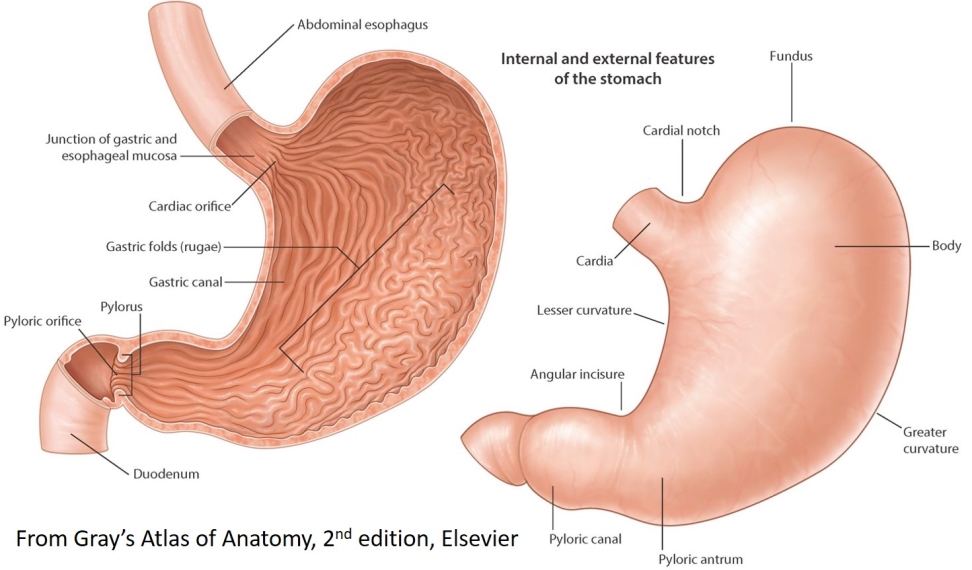 Abdominal esophagus
Internal and external features
of the stomach
Fundus
Cardial notch
Junction of gastric and
esophageal mucosa
Cardiac orifice
Gastric folds (rugae)
Gastric canal
Pylorus
Pyloric orifice
Duodenum
Cardia
Body
Lesser curvature
Angular incisure
Greater
curvature
Pyloric canal
Pyloric antrum
From Gray’s Atlas of Anatomy, 2nd edition, Elsevier